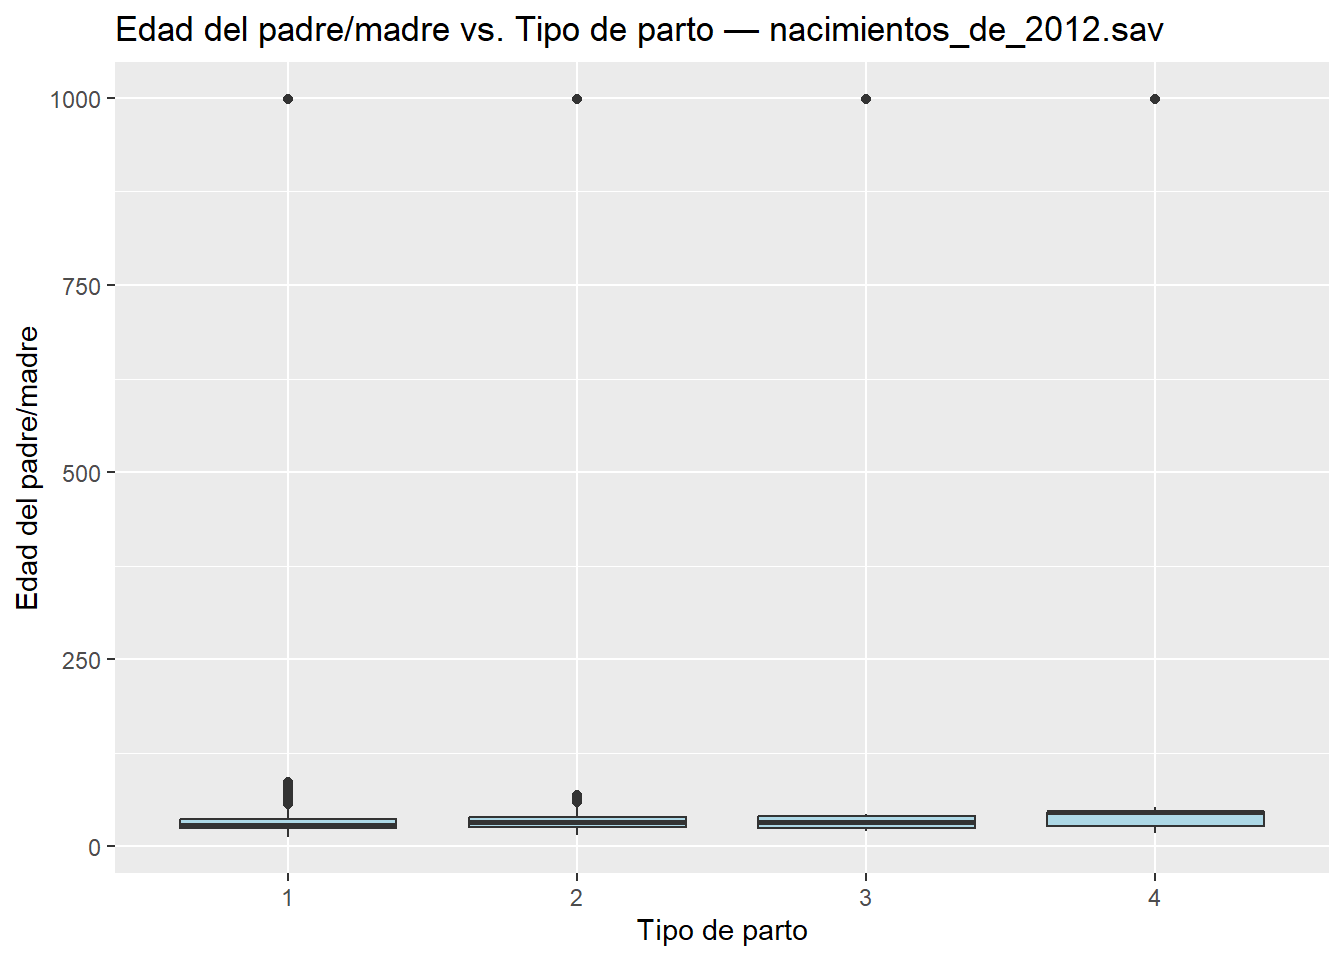 Edad del padre/madre vs. Tipo de parto — nacimientos_de_2012.sav
Edad del padre/madre
1000
750
500
250
0
1 2 3 4
Tipo de parto